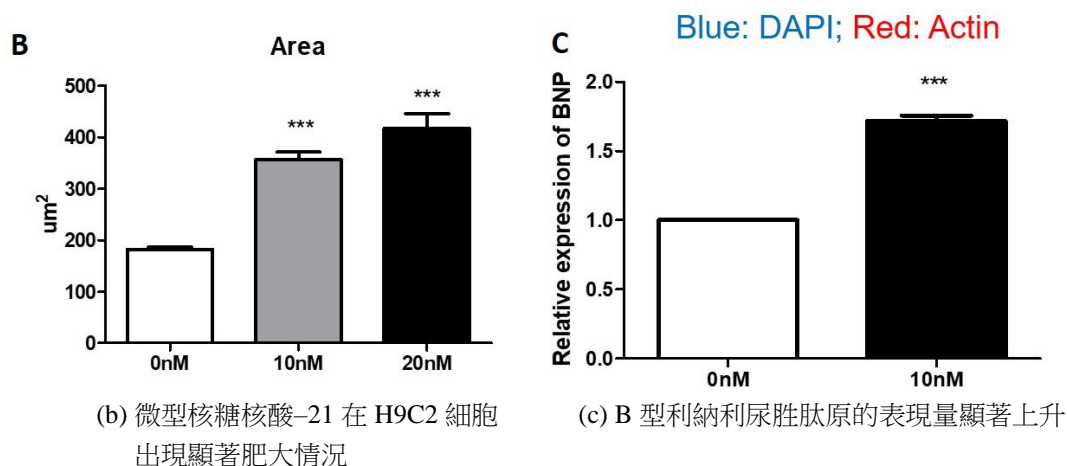 B
Area
500
400
300
200
100
0
um²
***
***
0nM
10nM
20nM
(b) 微型核糖核酸–21 在 H9C2 細胞
出現顯著肥大情況
Blue: DAPI; Red: Actin
C
2.0
1.5
1.0
0.5
0.0
Relative expression of BNP
***
0nM
10nM
(c) B 型利納利尿胜肽原的表現量顯著上升